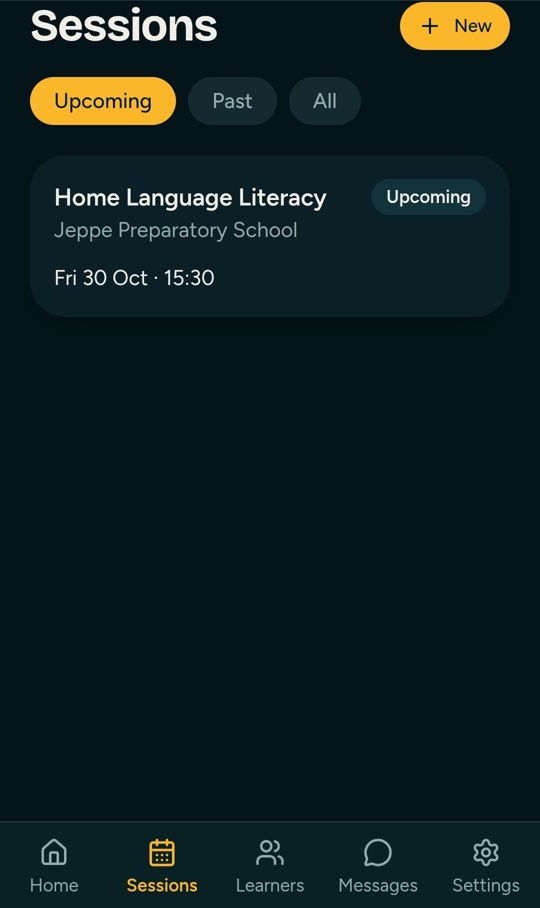 Sessions
+ New
Upcoming
Past
All
Home Language Literacy
Upcoming
Jeppe Preparatory School
Fri 30 Oct · 15:30
Home
Sessions
Learners
Messages
Settings